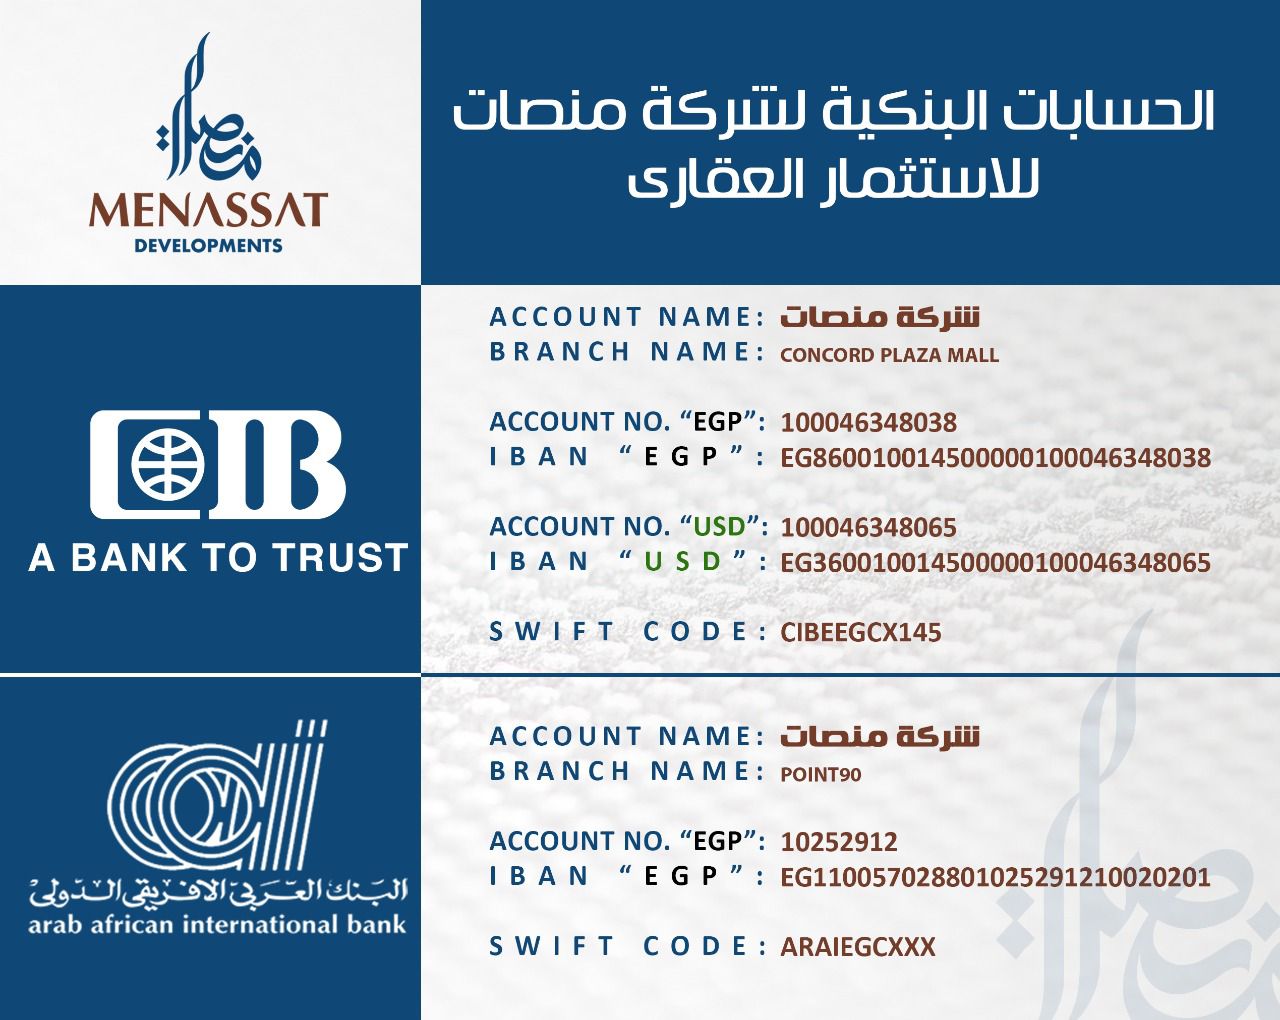 منصات
MENASSAT
DEVELOPMENTS
الحسابات البنكية لشركة منصات
للاستثمار العقارى
CIB
A BANK TO TRUST
ACCOUNT NAME: شركة منصات
BRANCH NAME: CONCORD PLAZA MALL
ACCOUNT NO. “EGP”: 100046348038
IBAN “EGP”: EG860010014500000100046348038
ACCOUNT NO. “USD”: 100046348065
IBAN “USD”: EG360010014500000100046348065
SWIFT CODE: CIBEEGCX145
البنك العربى الافريقى الدولى
arab african international bank
ACCOUNT NAME: شركة منصات
BRANCH NAME: POINT90
ACCOUNT NO. “EGP”: 10252912
IBAN “EGP”: EG110057028801025291210020201
SWIFT CODE: ARAIEGCXXX